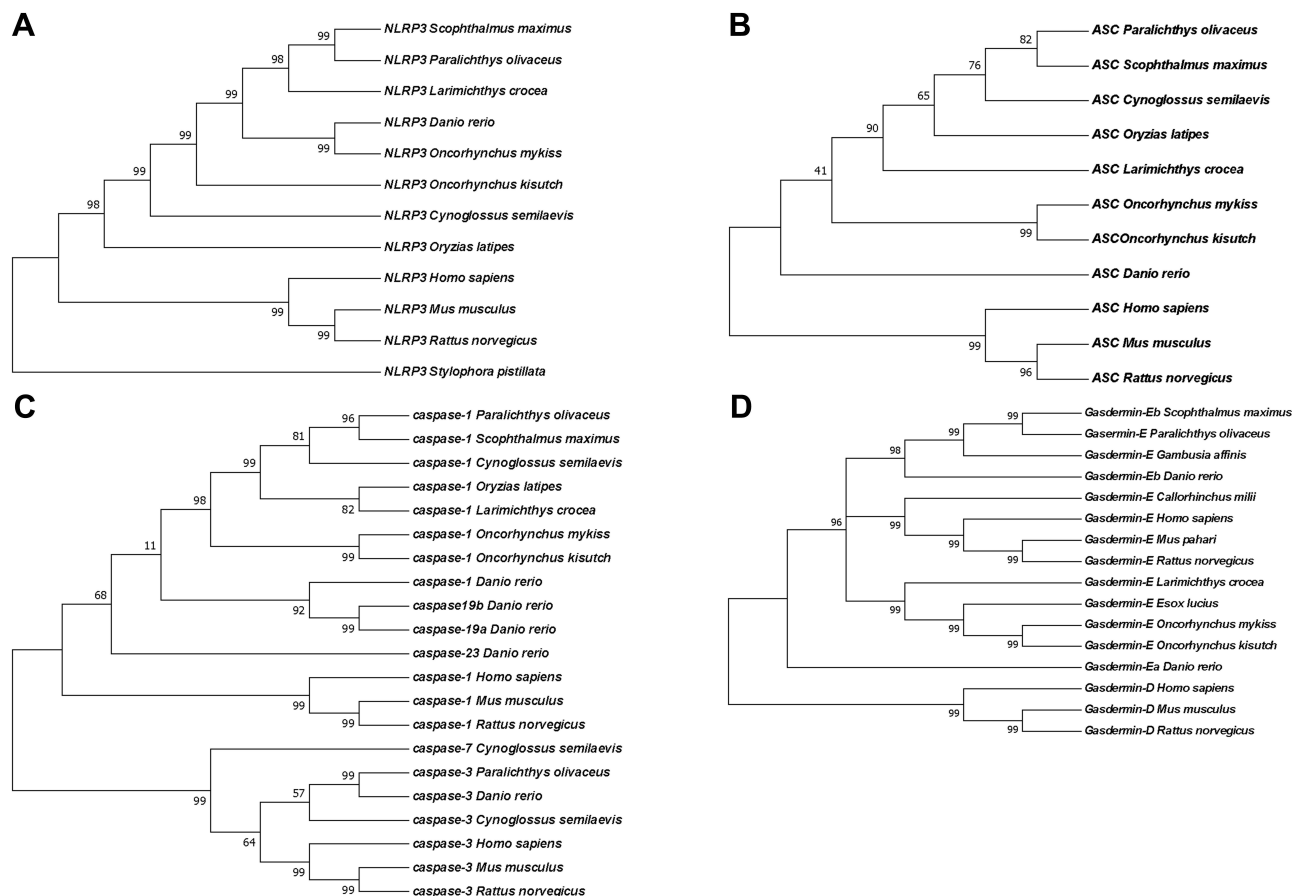 A
NLRP3 Scophthalmus maximus
99
NLRP3 Paralichthys olivaceus
98
NLRP3 Larimichthys crocea
99
NLRP3 Danio rerio
99
NLRP3 Oncorhynchus mykiss
99
NLRP3 Oncorhynchus kisutch
99
NLRP3 Cynoglossus semilaevis
98
NLRP3 Oryzias latipes
NLRP3 Homo sapiens
99
NLRP3 Mus musculus
99
NLRP3 Rattus norvegicus
NLRP3 Stylophora pistillata
B
ASC Paralichthys olivaceus
82
ASC Scophthalmus maximus
76
ASC Cynoglossus semilaevis
65
ASC Oryzias latipes
90
ASC Larimichthys crocea
41
ASC Oncorhynchus mykiss
99
ASCOncorhynchus kisutch
ASC Danio rerio
ASC Homo sapiens
99
ASC Mus musculus
96
ASC Rattus norvegicus
C
caspase-1 Paralichthys olivaceus
96
caspase-1 Scophthalmus maximus
81
caspase-1 Cynoglossus semilaevis
99
caspase-1 Oryzias latipes
82
caspase-1 Larimichthys crocea
98
caspase-1 Oncorhynchus mykiss
99
caspase-1 Oncorhynchus kisutch
11
caspase-1 Danio rerio
92
caspase19b Danio rerio
99
caspase-19a Danio rerio
68
caspase-23 Danio rerio
caspase-1 Homo sapiens
99
caspase-1 Mus musculus
99
caspase-1 Rattus norvegicus
caspase-7 Cynoglossus semilaevis
99
caspase-3 Paralichthys olivaceus
99
caspase-3 Danio rerio
57
caspase-3 Cynoglossus semilaevis
64
caspase-3 Homo sapiens
99
caspase-3 Mus musculus
99
caspase-3 Rattus norvegicus
D
Gasdermin-Eb Scophthalmus maximus
99
Gasermin-E Paralichthys olivaceus
99
Gasdermin-E Gambusia affinis
98
Gasdermin-Eb Danio rerio
Gasdermin-E Callorhinchus milii
96
99
Gasdermin-E Homo sapiens
99
Gasdermin-E Mus pahari
99
Gasdermin-E Rattus norvegicus
Gasdermin-E Larimichthys crocea
99
Gasdermin-E Esox lucius
99
Gasdermin-E Oncorhynchus mykiss
99
Gasdermin-E Oncorhynchus kisutch
Gasdermin-Ea Danio rerio
Gasdermin-D Homo sapiens
99
Gasdermin-D Mus musculus
99
Gasdermin-D Rattus norvegicus